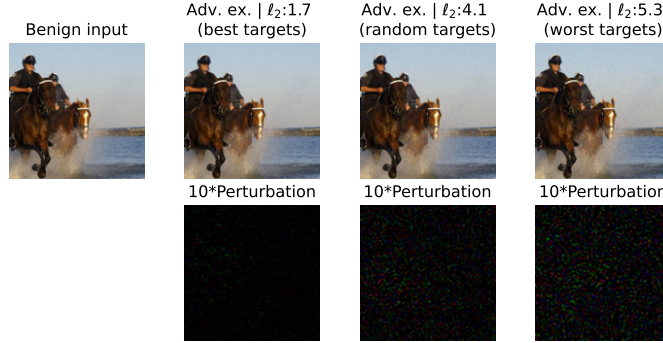 Benign input
Adv. ex. | ℓ₂:1.7
(best targets)
Adv. ex. | ℓ₂:4.1
(random targets)
Adv. ex. | ℓ₂:5.3
(worst targets)
10*Perturbation
10*Perturbation
10*Perturbation